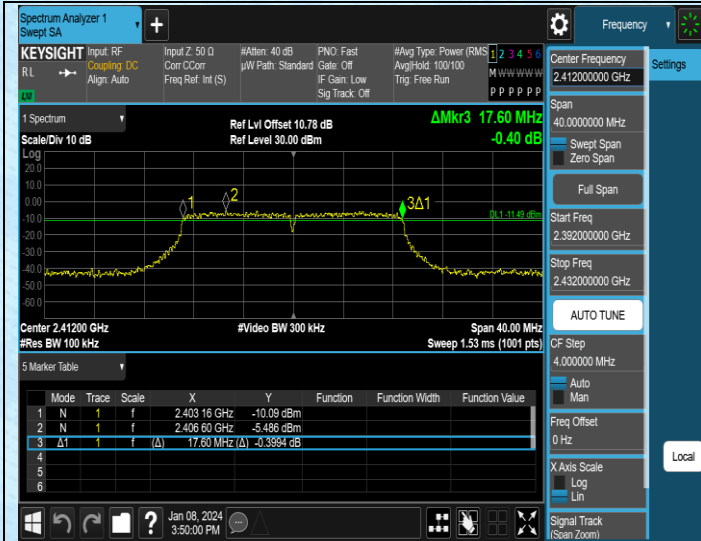 Spectrum Analyzer 1
Swept SA
+
Frequency
KEYSIGHT
RL
LXI
Input: RF
Coupling: DC
Align: Auto
Input Z: 50 Ω
Corr CCorr
Freq Ref: Int (S)
#Atten: 40 dB
µW Path: Standard
PNO: Fast
Gate: Off
IF Gain: Low
Sig Track: Off
#Avg Type: Power (RMS
Avg|Hold: 100/100
Trig: Free Run
1 2 3 4 5 6
M W W W W W
P P P P P P
1 Spectrum
Scale/Div 10 dB
Ref Lvl Offset 10.78 dB
Ref Level 30.00 dBm
ΔMkr3 17.60 MHz
-0.40 dB
Log
20.0
10.0
0.00
-10.0
-20.0
-30.0
-40.0
-50.0
-60.0
1
2
3Δ1
DL1 -11.49 dBm
Center 2.41200 GHz
#Res BW 100 kHz
#Video BW 300 kHz
Span 40.00 MHz
Sweep 1.53 ms (1001 pts)
5 Marker Table
Mode Trace Scale X Y Function Function Width Function Value
1 N 1 f 2.403 16 GHz -10.09 dBm
2 N 1 f 2.406 60 GHz -5.486 dBm
3 Δ1 1 f (Δ) 17.60 MHz (Δ) -0.3994 dB
4
5
6
?
Jan 08, 2024
3:50:00 PM
Center Frequency
2.412000000 GHz
Span
40.0000000 MHz
Swept Span
Zero Span
Full Span
Start Freq
2.392000000 GHz
Stop Freq
2.432000000 GHz
AUTO TUNE
CF Step
4.000000 MHz
Auto
Man
Freq Offset
0 Hz
X Axis Scale
Log
Lin
Signal Track
(Span Zoom)
Settings
Local